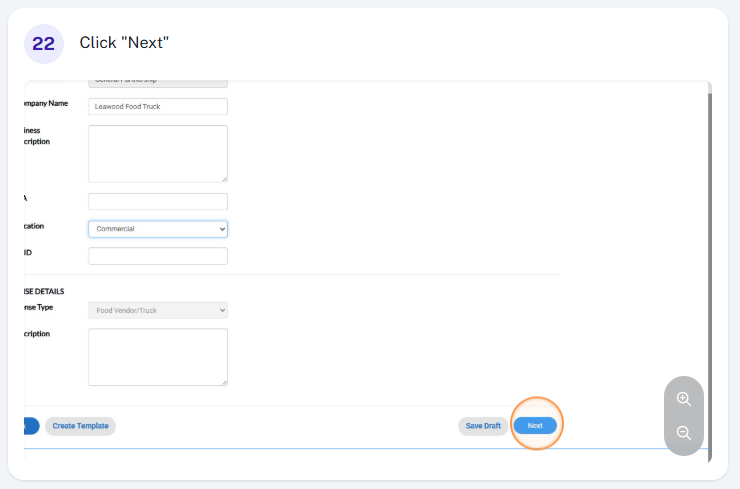 22 Click "Next"
General Partnership
ompany Name Leawood Food Truck
iness
cription
A
cation Commercial
ID
SE DETAILS
nse Type Food Vendor/Truck
cription
Create Template Save Draft Next